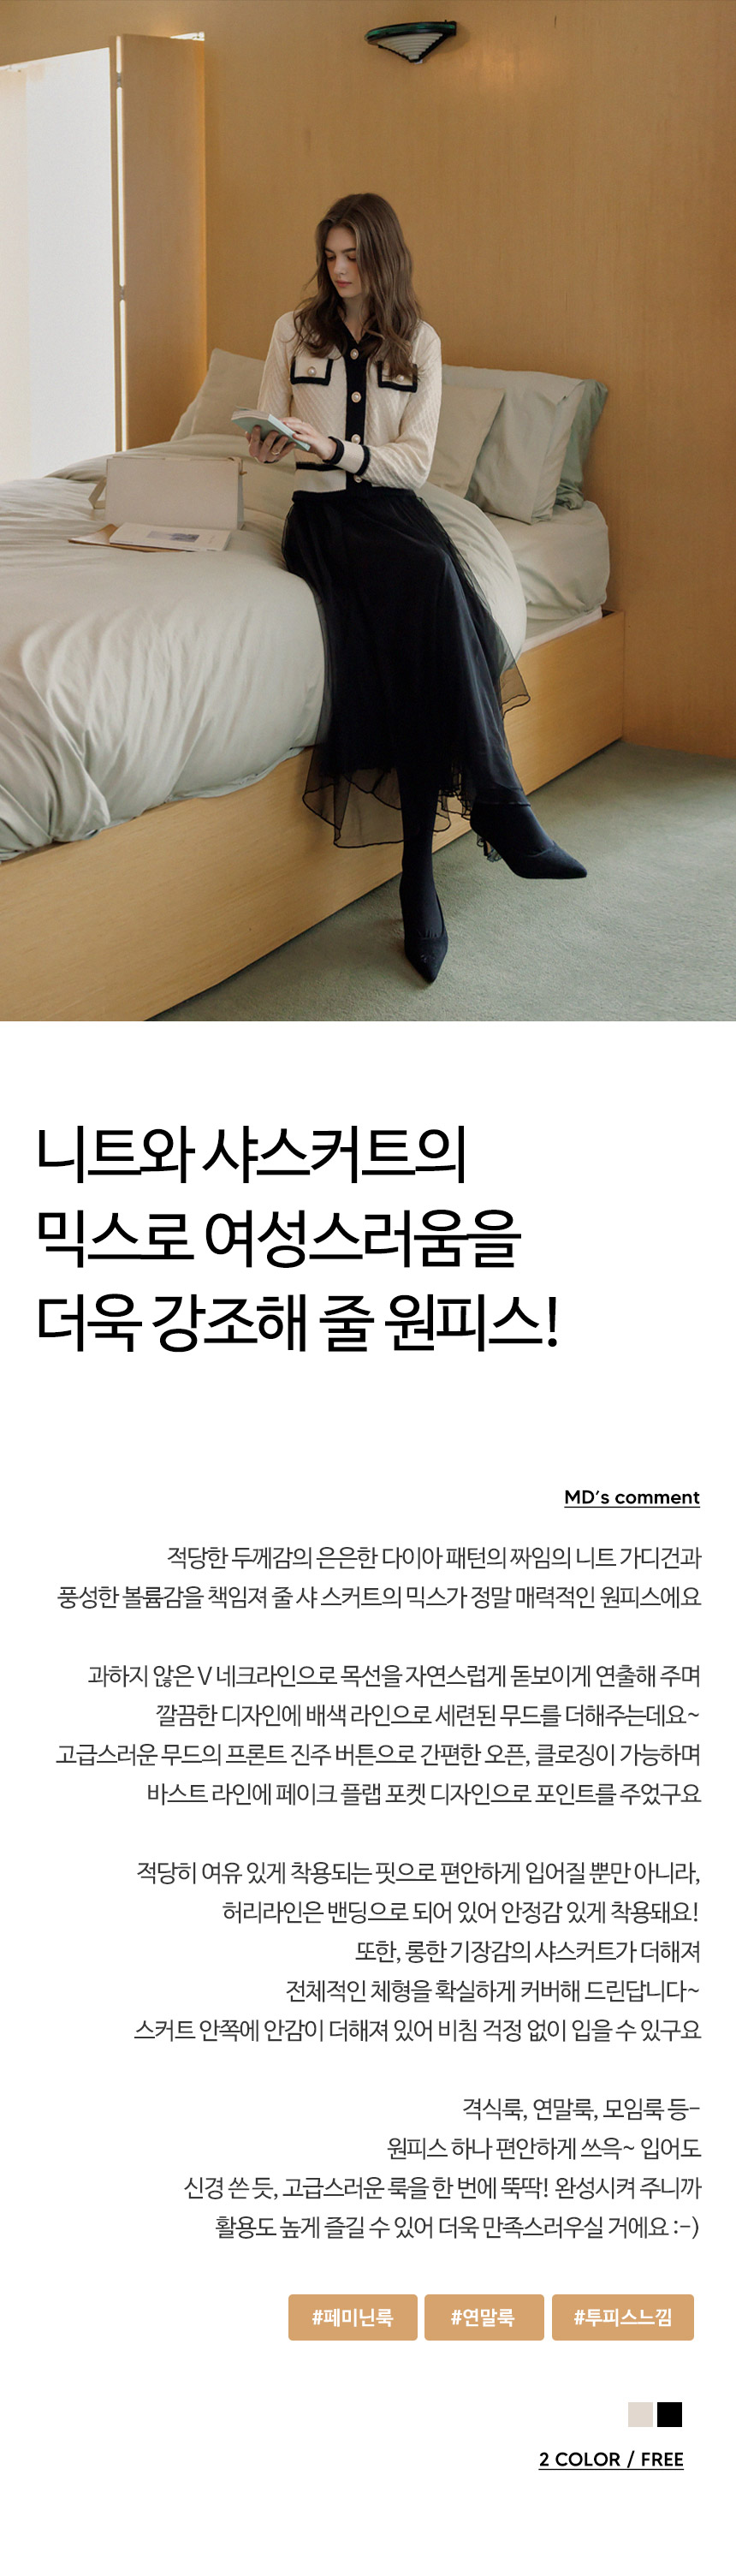 니트와 샤스커트의
믹스로 여성스러움을
더욱 강조해 줄 원피스!
MD's comment
적당한 두께감의 은은한 다이아 패턴의 짜임의 니트 가디건과
풍성한 볼륨감을 책임져 줄 샤 스커트의 믹스가 정말 매력적인 원피스에요
과하지 않은 V 네크라인으로 목선을 자연스럽게 돋보이게 연출해 주며
깔끔한 디자인에 배색 라인으로 세련된 무드를 더해주는데요~
고급스러운 무드의 프론트 진주 버튼으로 간편한 오픈, 클로징이 가능하며
바스트 라인에 페이크 플랩 포켓 디자인으로 포인트를 주었구요
적당히 여유 있게 착용되는 핏으로 편안하게 입어질 뿐만 아니라,
허리라인은 밴딩으로 되어 있어 안정감 있게 착용돼요!
또한, 롱한 기장감의 샤스커트가 더해져
전체적인 체형을 확실하게 커버해 드린답니다~
스커트 안쪽에 안감이 더해져 있어 비침 걱정 없이 입을 수 있구요
격식룩, 연말룩, 모임룩 등-
원피스 하나 편안하게 쓰윽~ 입어도
신경 쓴 듯, 고급스러운 룩을 한 번에 뚝딱! 완성시켜 주니까
활용도 높게 즐길 수 있어 더욱 만족스러우실 거에요 :-)
#페미닌룩 #연말룩 #투피스느낌
2 COLOR / FREE